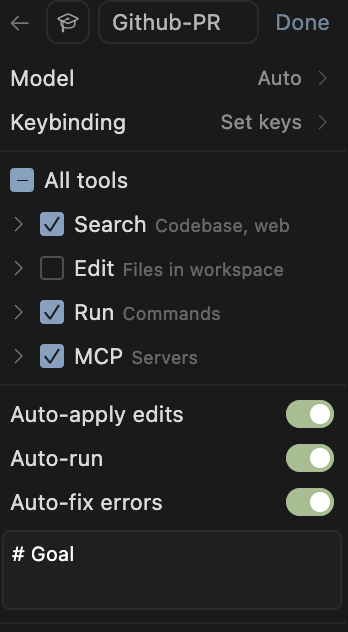 Github-PR Done
Model Auto
Keybinding Set keys
All tools
Search Codebase, web
Edit Files in workspace
Run Commands
MCP Servers
Auto-apply edits
Auto-run
Auto-fix errors
# Goal